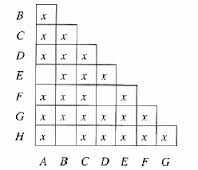 B x
C x x
D x x x
E x x x
F x x x x
G x x x x x x
H x x x x x x
A B C D E F G